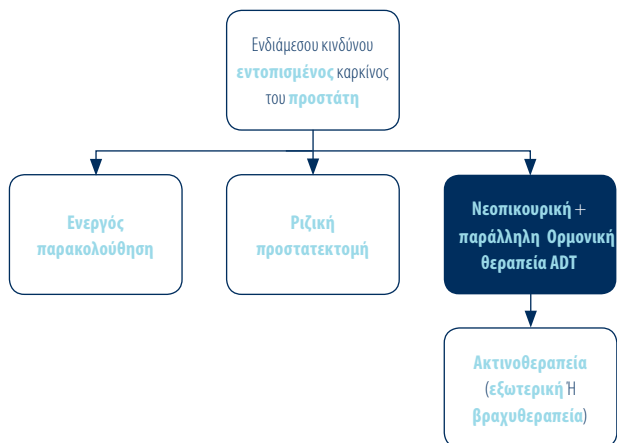 Ενδιάμεσου κινδύνου
εντοπισμένος καρκίνος
του προστάτη
Ενεργός
παρακολούθηση
Ριζική
προστατεκτομή
Νεοπικουρική +
παράλληλη Ορμονική
θεραπεία ADT
Ακτινοθεραπεία
(εξωτερική Ή
βραχυθεραπεία)